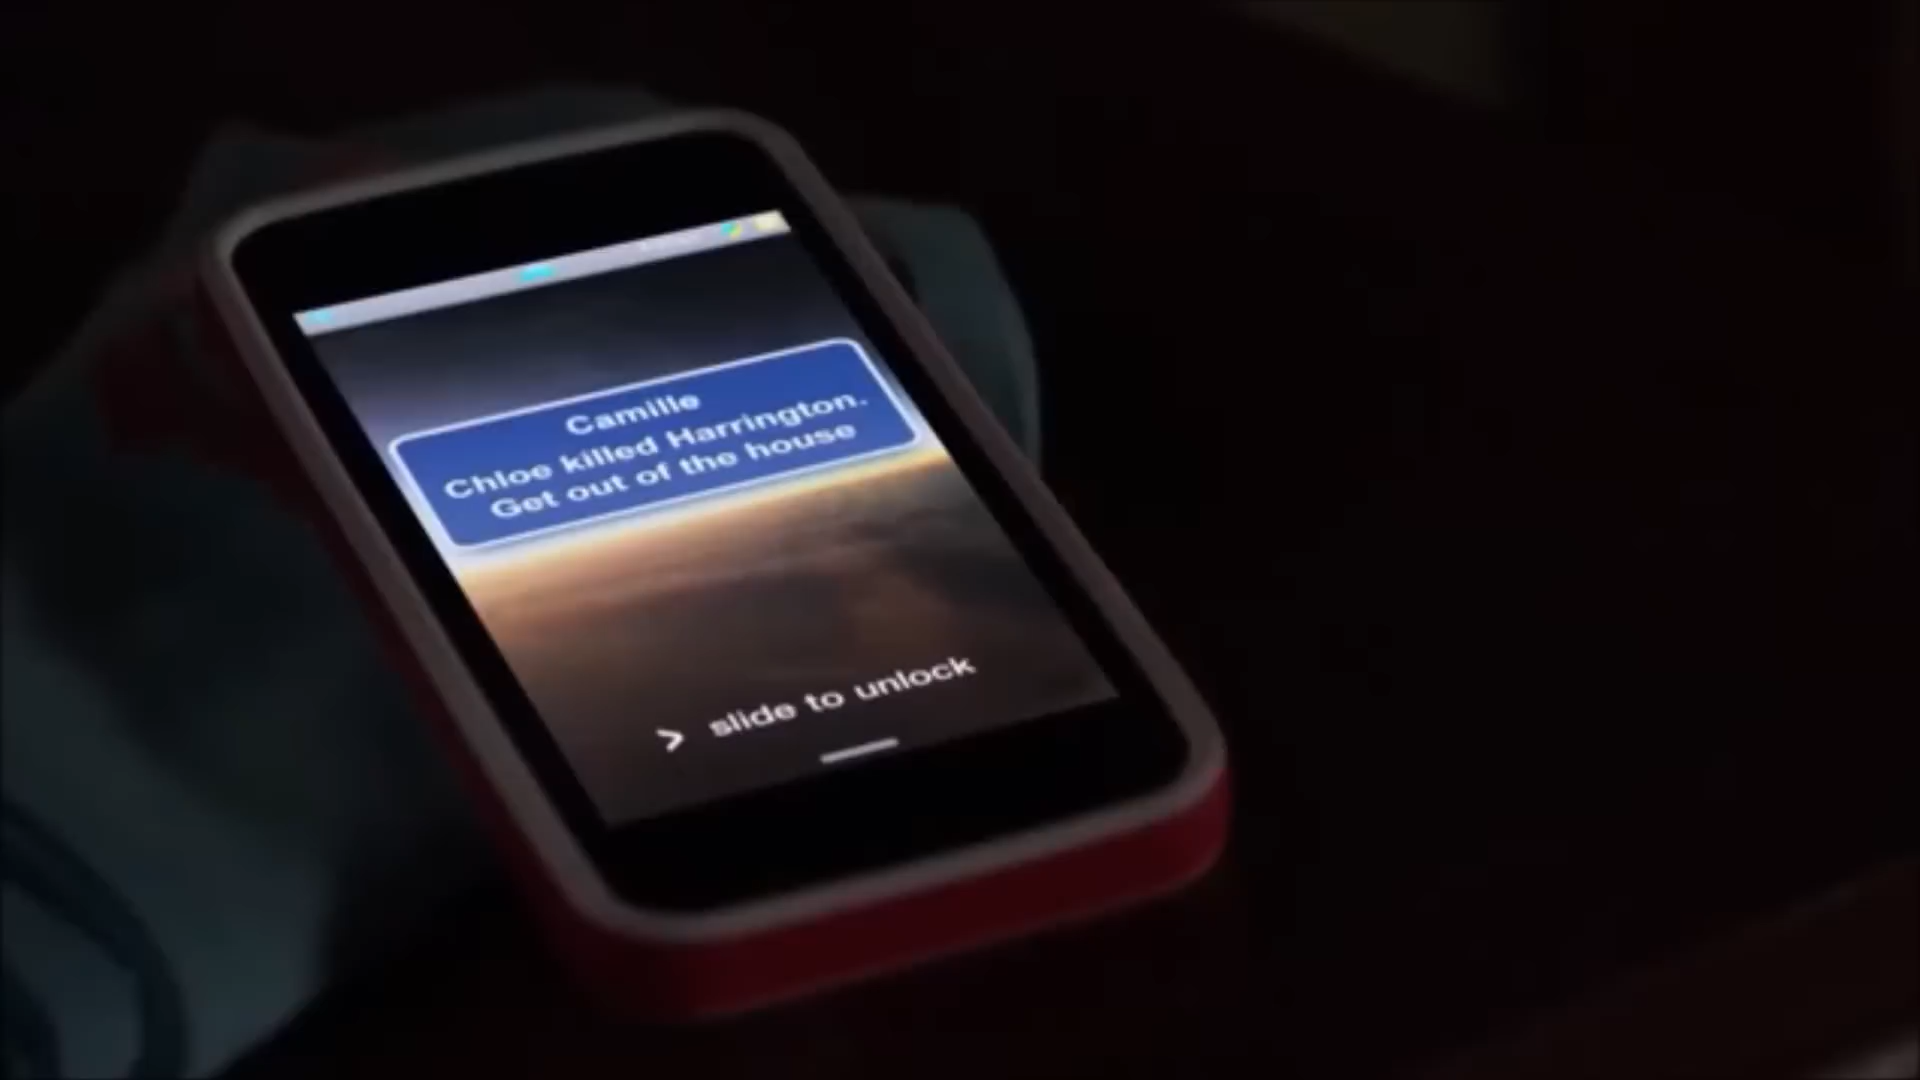 Camille
Chloe killed Harrington.
Get out of the house
> slide to unlock